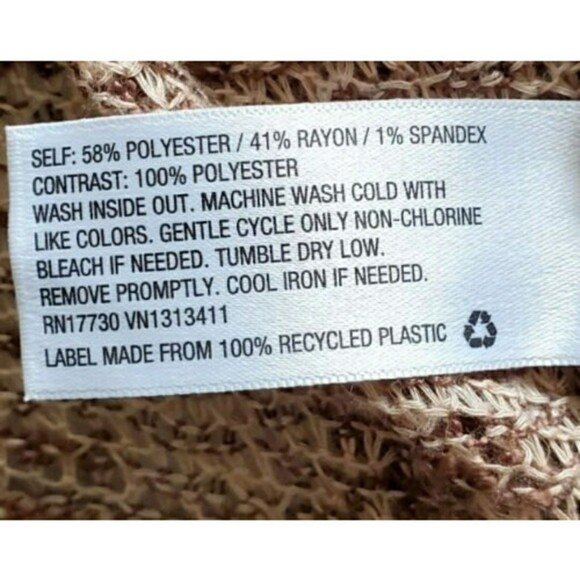 SELF: 58% POLYESTER / 41% RAYON / 1% SPANDEX
CONTRAST: 100% POLYESTER
WASH INSIDE OUT. MACHINE WASH COLD WITH
LIKE COLORS. GENTLE CYCLE ONLY NON-CHLORINE
BLEACH IF NEEDED. TUMBLE DRY LOW.
REMOVE PROMPTLY. COOL IRON IF NEEDED.
RN17730 VN1313411
LABEL MADE FROM 100% RECYCLED PLASTIC